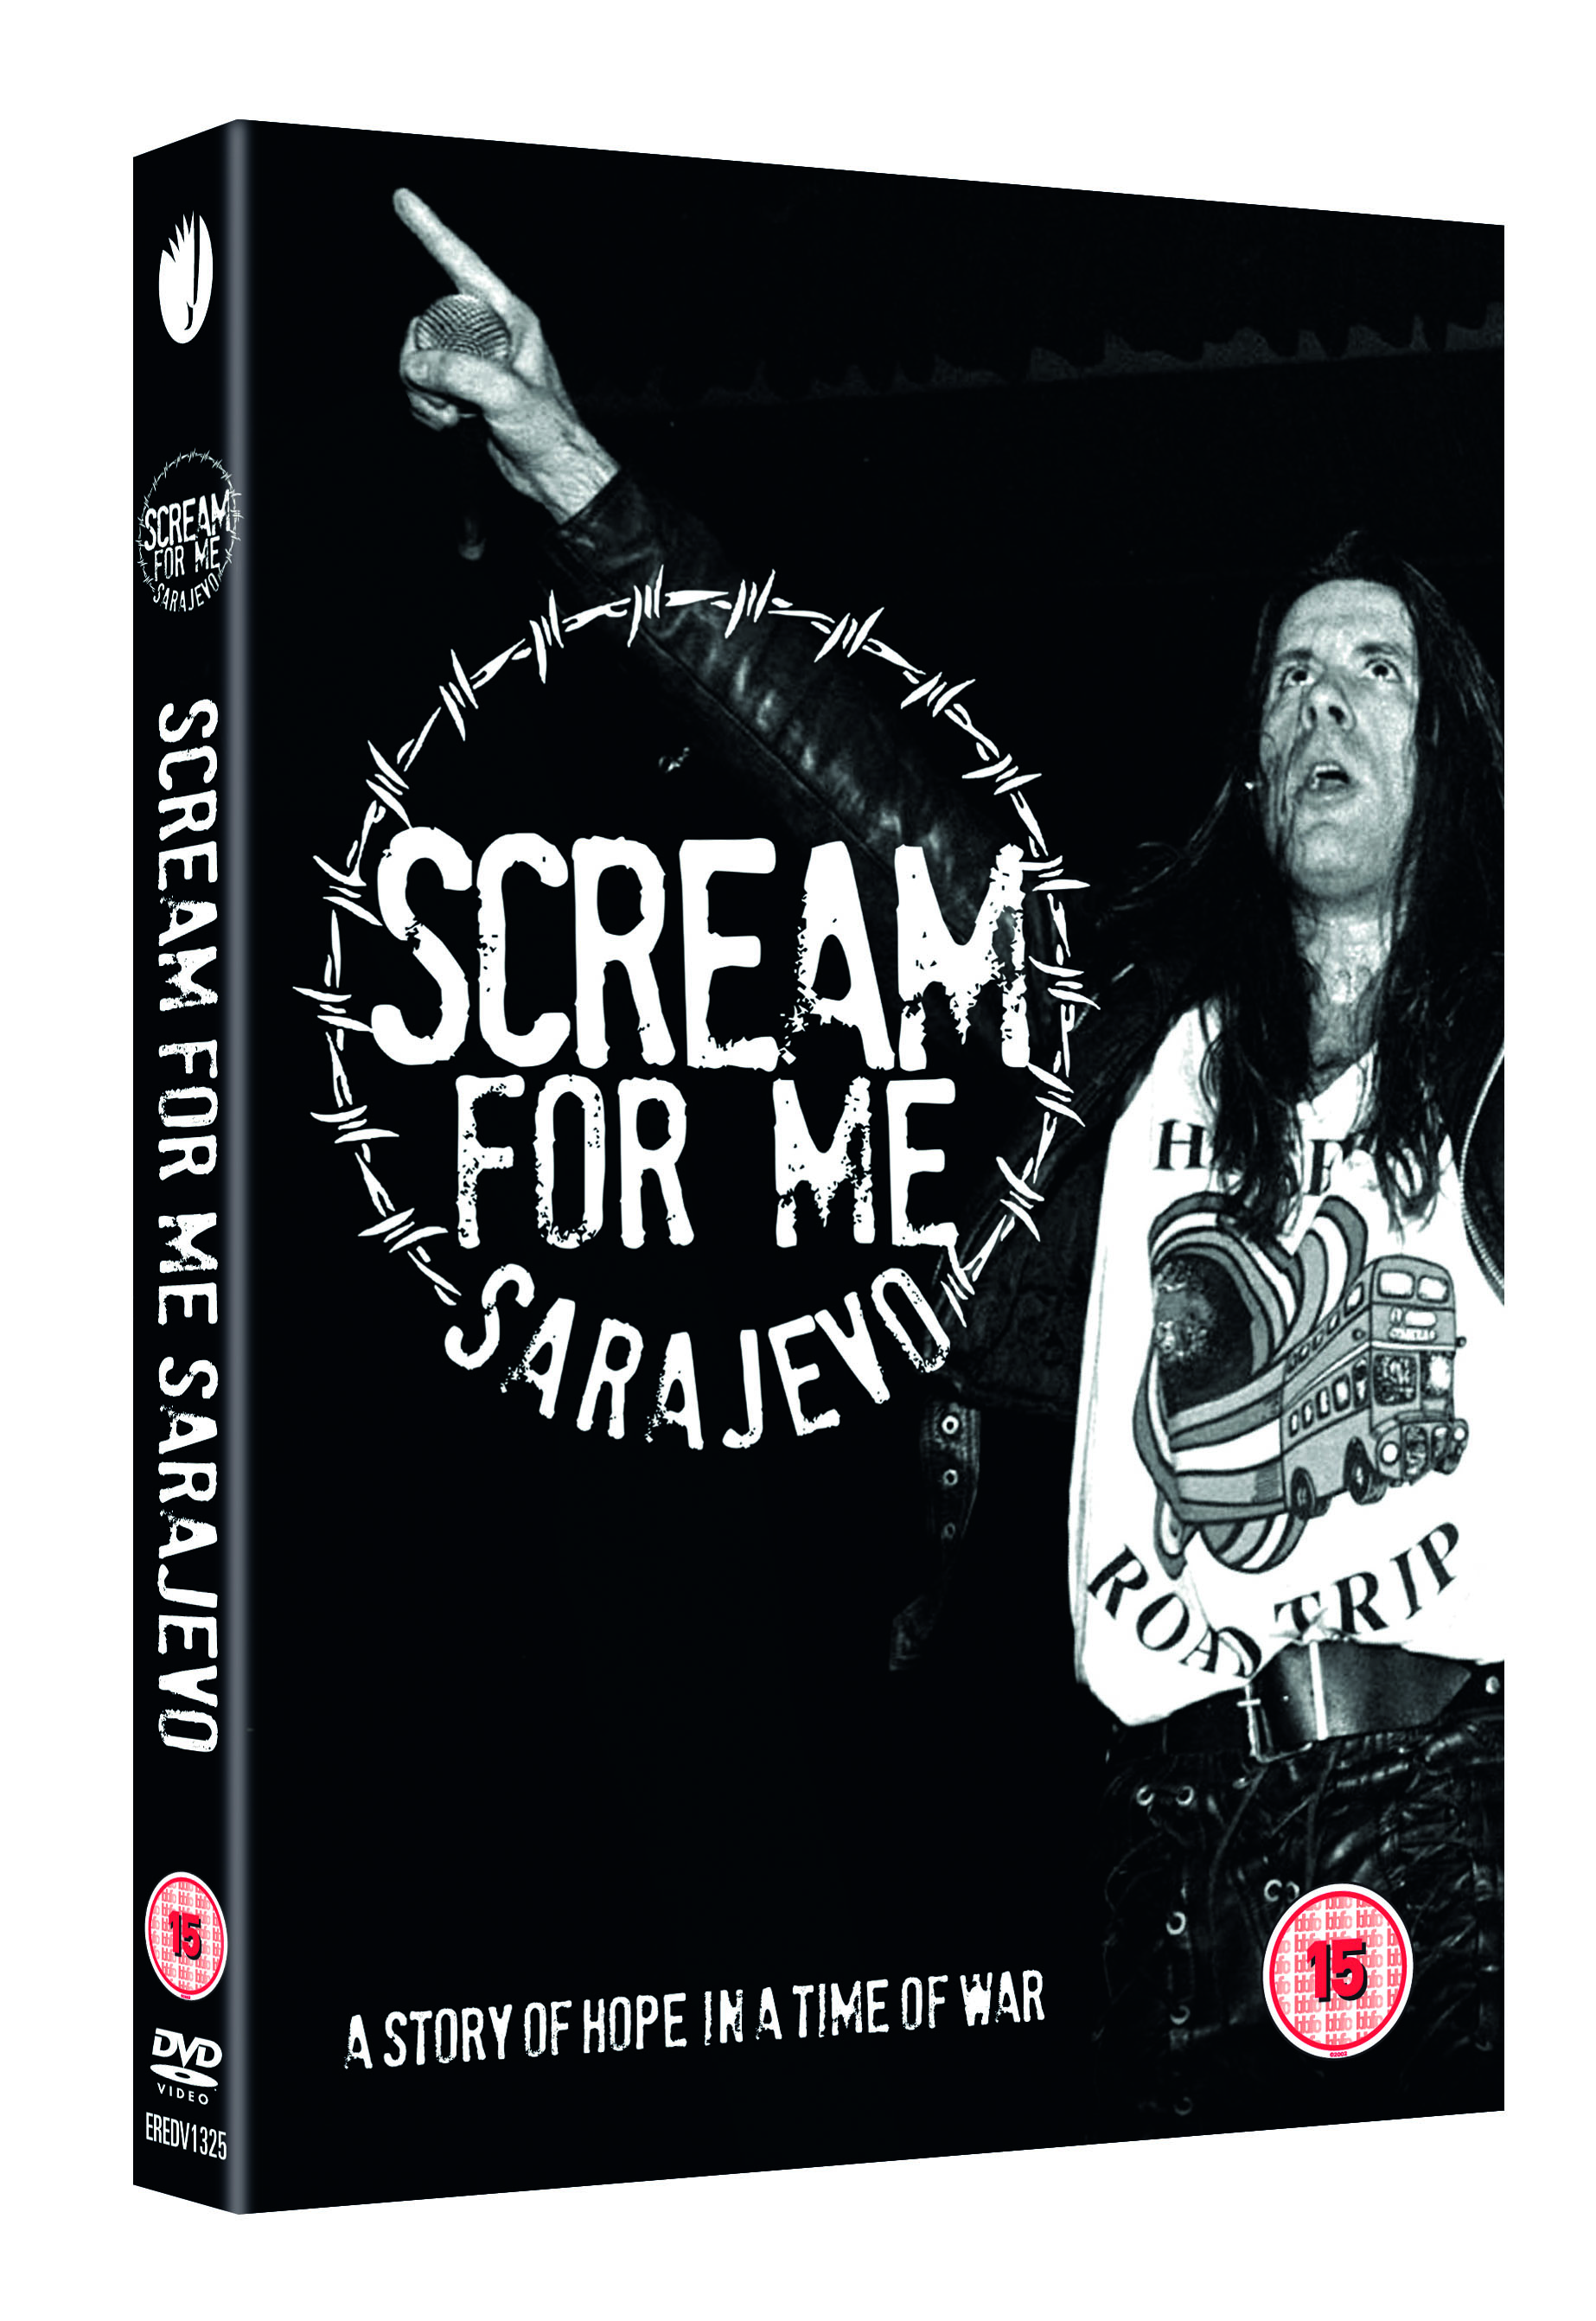 SCREAM
FOR ME
SARAJEVO
SCREAM FOR ME SARAJEVO
15
DVD
VIDEO
EREDV1325
SCREAM
FOR ME
SARAJEVO
ROAD TRIP
A STORY OF HOPE IN A TIME OF WAR
15